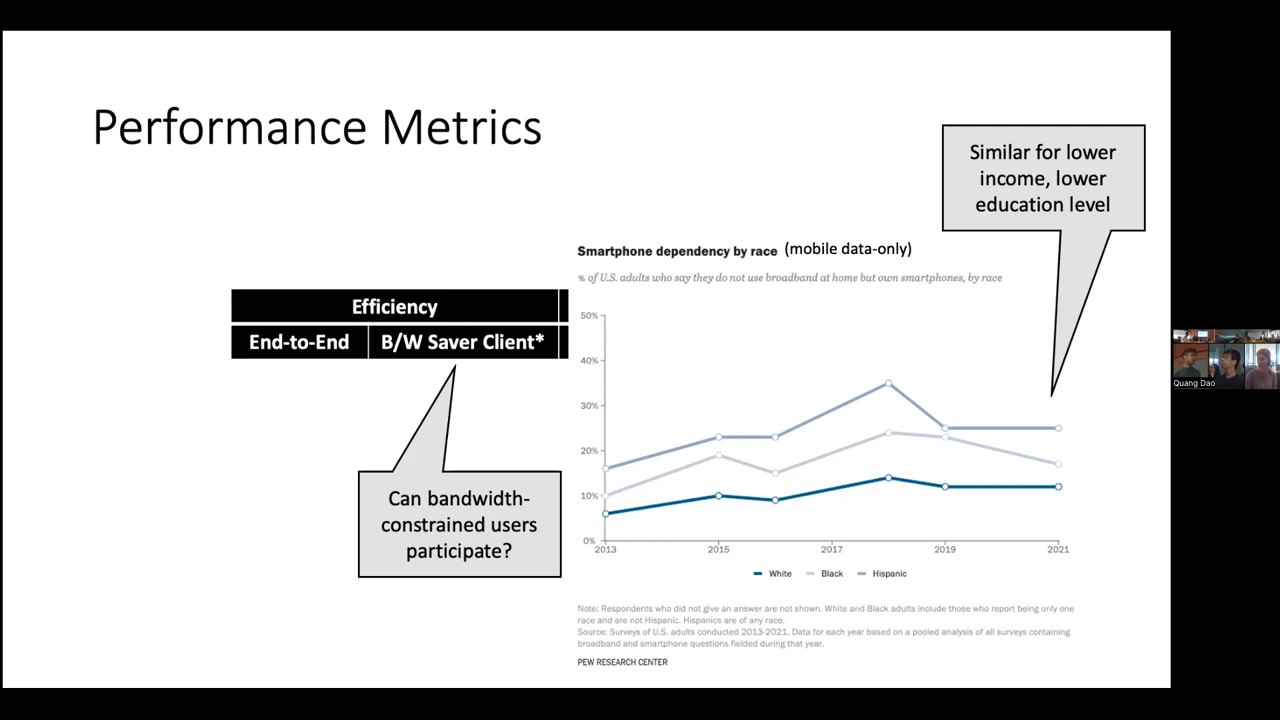 Performance Metrics
Similar for lower
income, lower
education level
Smartphone dependency by race (mobile data-only)
% of U.S. adults who say they do not use broadband at home but own smartphones, by race
Efficiency
End-to-End B/W Saver Client*
Can bandwidth-
constrained users
participate?
50%
40%
30%
20%
10%
0%
2013 2015 2017 2019 2021
White Black Hispanic
Note: Respondents who did not give an answer are not shown. White and Black adults include those who report being only one
race and are not Hispanic. Hispanics are of any race.
Source: Surveys of U.S. adults conducted 2013-2021. Data for each year based on a pooled analysis of all surveys containing
broadband and smartphone questions fielded during that year.
PEW RESEARCH CENTER
Quang Dao